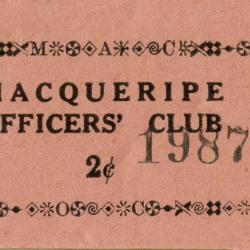 M A C
MACQUERIPE
OFFICERS' CLUB
2¢ 1987
O C